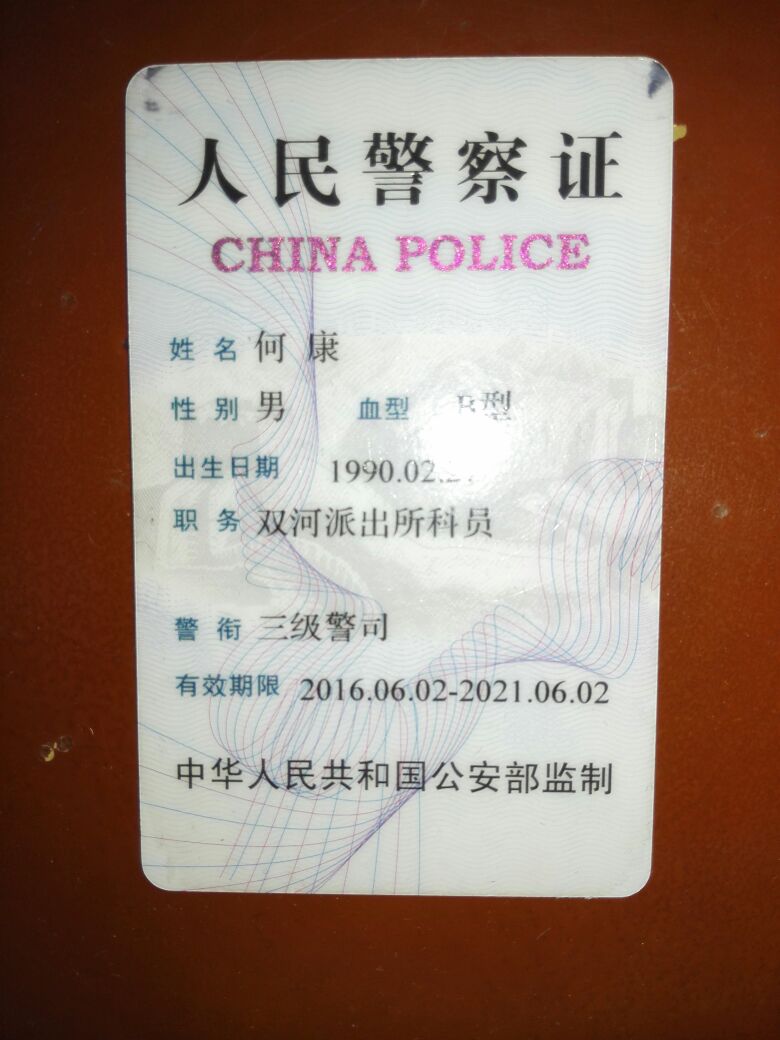 人民警察证
CHINA POLICE
姓名 何康
性别 男 血型 B型
出生日期 1990.02
职务 双河派出所科员
警衔 三级警司
有效期限 2016.06.02-2021.06.02
中华人民共和国公安部监制